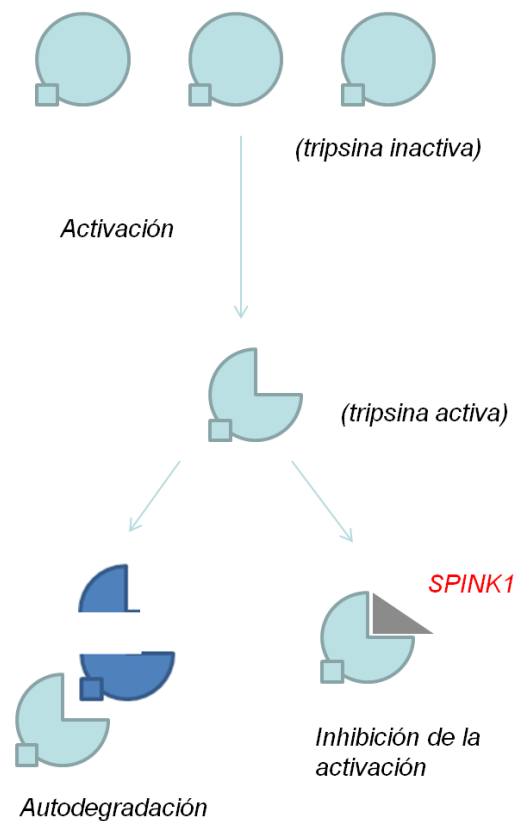 (tripsina inactiva)
Activación
(tripsina activa)
SPINK1
Inhibición de la
activación
Autodegradación